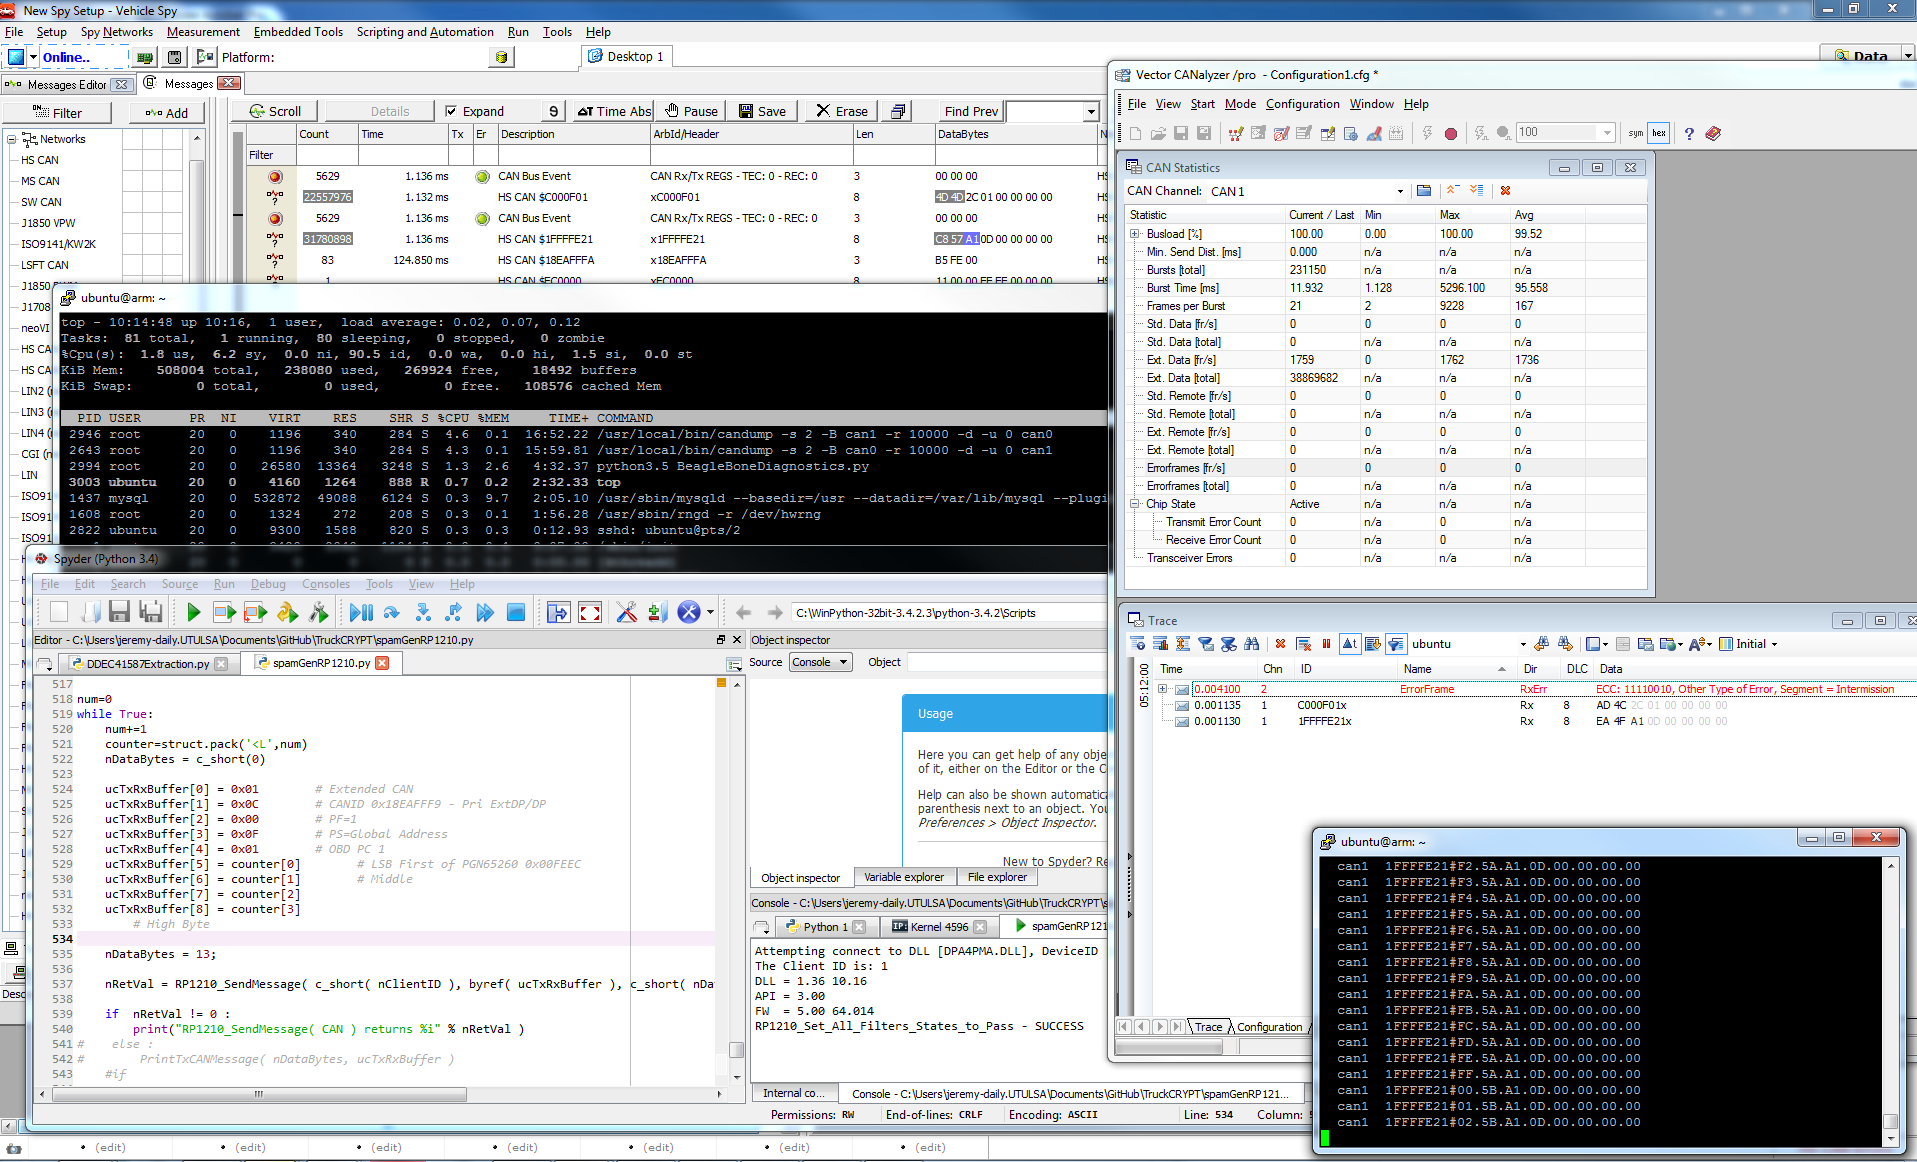 New Spy Setup - Vehicle Spy
File Setup Spy Networks Measurement Embedded Tools Scripting and Automation Run Tools Help
Online.. Platform: Desktop 1 Data
Messages Editor Messages
Filter Add Scroll Details Expand 9 ΔT Time Abs Pause Save Erase Find Prev
Count Time Tx Er Description ArbId/Header Len DataBytes
Filter
5629 1.136 ms CAN Bus Event CAN Rx/Tx REGS - TEC: 0 - REC: 0 3 00 00 00
22557976 1.132 ms HS CAN $C000F01 xC000F01 8 4D 4D 2C 01 00 00 00 00
5629 1.136 ms CAN Bus Event CAN Rx/Tx REGS - TEC: 0 - REC: 0 3 00 00 00
31780898 1.136 ms HS CAN $1FFFFE21 x1FFFFE21 8 C8 57 A1 0D 00 00 00 00
83 124.850 ms HS CAN $18EAFFFA x18EAFFFA 3 B5 FE 00
Networks
HS CAN
MS CAN
SW CAN
J1850 VPW
ISO9141/KW2K
LSFT CAN
J1708
neoVI
LIN2
LIN3
LIN4
CGI
LIN
ubuntu@arm: ~
top - 10:14:48 up 10:16, 1 user, load average: 0.02, 0.07, 0.12
Tasks: 81 total, 1 running, 80 sleeping, 0 stopped, 0 zombie
%Cpu(s): 1.8 us, 6.2 sy, 0.0 ni, 90.5 id, 0.0 wa, 0.0 hi, 1.5 si, 0.0 st
KiB Mem: 508004 total, 238080 used, 269924 free, 18492 buffers
KiB Swap: 0 total, 0 used, 0 free. 108576 cached Mem
PID USER PR NI VIRT RES SHR S %CPU %MEM TIME+ COMMAND
2946 root 20 0 1196 340 284 S 4.6 0.1 16:52.22 /usr/local/bin/candump -s 2 -B can1 -r 10000 -d -u 0 can0
2643 root 20 0 1196 340 284 S 4.3 0.1 15:59.81 /usr/local/bin/candump -s 2 -B can0 -r 10000 -d -u 0 can1
2994 root 20 0 26580 13364 3248 S 1.3 2.6 4:32.37 python3.5 BeagleBoneDiagnostics.py
3003 ubuntu 20 0 4160 1264 888 R 0.7 0.2 2:32.33 top
1437 mysql 20 0 532872 49088 6124 S 0.3 9.7 2:05.10 /usr/sbin/mysqld --basedir=/usr --datadir=/var/lib/mysql --plugi
1608 root 20 0 1324 272 208 S 0.3 0.1 1:56.28 /usr/sbin/rngd -r /dev/hwrng
2822 ubuntu 20 0 9300 1588 820 S 0.3 0.3 0:12.93 sshd: ubuntu@pts/2
Spyder (Python 3.4)
File Edit Search Source Run Debug Consoles Tools View Help
C:\WinPython-32bit-3.4.2.3\python-3.4.2\Scripts
Editor - C:\Users\jeremy-daily.UTULSA\Documents\GitHub\TruckCRYPT\spamGenRP1210.py
DDEC41587Extraction.py spamGenRP1210.py
517
518 num=0
519 while True:
520 num+=1
521 counter=struct.pack('<L',num)
522 nDataBytes = c_short(0)
523
524 ucTxRxBuffer[0] = 0x01 # Extended CAN
525 ucTxRxBuffer[1] = 0x0C # CANID 0x18EAFFF9 - Pri ExtDP/DP
526 ucTxRxBuffer[2] = 0x00 # PF=1
527 ucTxRxBuffer[3] = 0x0F # PS=Global Address
528 ucTxRxBuffer[4] = 0x01 # OBD PC 1
529 ucTxRxBuffer[5] = counter[0] # LSB First of PGN65260 0x00FEEC
530 ucTxRxBuffer[6] = counter[1] # Middle
531 ucTxRxBuffer[7] = counter[2]
532 ucTxRxBuffer[8] = counter[3]
533 # High Byte
534
535 nDataBytes = 13;
536
537 nRetVal = RP1210_SendMessage( c_short( nClientID ), byref( ucTxRxBuffer ), c_short( nDa
538
539 if nRetVal != 0 :
540 print("RP1210_SendMessage( CAN ) returns %i" % nRetVal )
541 # else :
542 # PrintTxCANMessage( nDataBytes, ucTxRxBuffer )
543 #if
Object inspector
Source Console Object
Usage
Here you can get help of any obje
of it, either on the Editor or the C
Help can also be shown automatica
parenthesis next to an object. You
Preferences > Object Inspector.
New to Spyder? Re
Object inspector Variable explorer File explorer
Console - C:\Users\jeremy-daily.UTULSA\Documents\GitHub\TruckCRYPT\s
Python 1 Kernel 4596 spamGenRP121
Attempting connect to DLL [DPA4PMA.DLL], DeviceID
The Client ID is: 1
DLL = 1.36 10.16
API = 3.00
FW = 5.00 64.014
RP1210_Set_All_Filters_States_to_Pass - SUCCESS
Internal co... Console - C:\Users\jeremy-daily.UTULSA\Documents\GitHub\TruckCRYPT\spamGenRP121...
Permissions: RW End-of-lines: CRLF Encoding: ASCII Line: 534 Column:
(edit) (edit) (edit) (edit) (edit) (edit) (edit)
Vector CANalyzer /pro - Configuration1.cfg *
File View Start Mode Configuration Window Help
100 sym hex
CAN Statistics
CAN Channel: CAN 1
Statistic Current / Last Min Max Avg
Busload [%] 100.00 0.00 100.00 99.52
Min. Send Dist. [ms] 0.000 n/a n/a n/a
Bursts [total] 231150 n/a n/a n/a
Burst Time [ms] 11.932 1.128 5296.100 95.558
Frames per Burst 21 2 9228 167
Std. Data [fr/s] 0 0 0 0
Std. Data [total] 0 n/a n/a n/a
Ext. Data [fr/s] 1759 0 1762 1736
Ext. Data [total] 38869682 n/a n/a n/a
Std. Remote [fr/s] 0 0 0 0
Std. Remote [total] 0 n/a n/a n/a
Ext. Remote [fr/s] 0 0 0 0
Ext. Remote [total] 0 n/a n/a n/a
Errorframes [fr/s] 0 0 0 0
Errorframes [total] 0 n/a n/a n/a
Chip State Active n/a n/a n/a
Transmit Error Count 0 n/a n/a n/a
Receive Error Count 0 n/a n/a n/a
Transceiver Errors 0 n/a n/a n/a
Trace
ubuntu Initial
Time Chn ID Name Dir DLC Data
0.004100 2 ErrorFrame RxErr ECC: 11110010, Other Type of Error, Segment = Intermission
0.001135 1 C000F01x Rx 8 AD 4C 2C 01 00 00 00 00
0.001130 1 1FFFFE21x Rx 8 EA 4F A1 0D 00 00 00 00
05:12:00
Trace Configuration
ubuntu@arm: ~
can1 1FFFFE21#F2.5A.A1.0D.00.00.00.00
can1 1FFFFE21#F3.5A.A1.0D.00.00.00.00
can1 1FFFFE21#F4.5A.A1.0D.00.00.00.00
can1 1FFFFE21#F5.5A.A1.0D.00.00.00.00
can1 1FFFFE21#F6.5A.A1.0D.00.00.00.00
can1 1FFFFE21#F7.5A.A1.0D.00.00.00.00
can1 1FFFFE21#F8.5A.A1.0D.00.00.00.00
can1 1FFFFE21#F9.5A.A1.0D.00.00.00.00
can1 1FFFFE21#FA.5A.A1.0D.00.00.00.00
can1 1FFFFE21#FB.5A.A1.0D.00.00.00.00
can1 1FFFFE21#FC.5A.A1.0D.00.00.00.00
can1 1FFFFE21#FD.5A.A1.0D.00.00.00.00
can1 1FFFFE21#FE.5A.A1.0D.00.00.00.00
can1 1FFFFE21#FF.5A.A1.0D.00.00.00.00
can1 1FFFFE21#00.5B.A1.0D.00.00.00.00
can1 1FFFFE21#01.5B.A1.0D.00.00.00.00
can1 1FFFFE21#02.5B.A1.0D.00.00.00.00